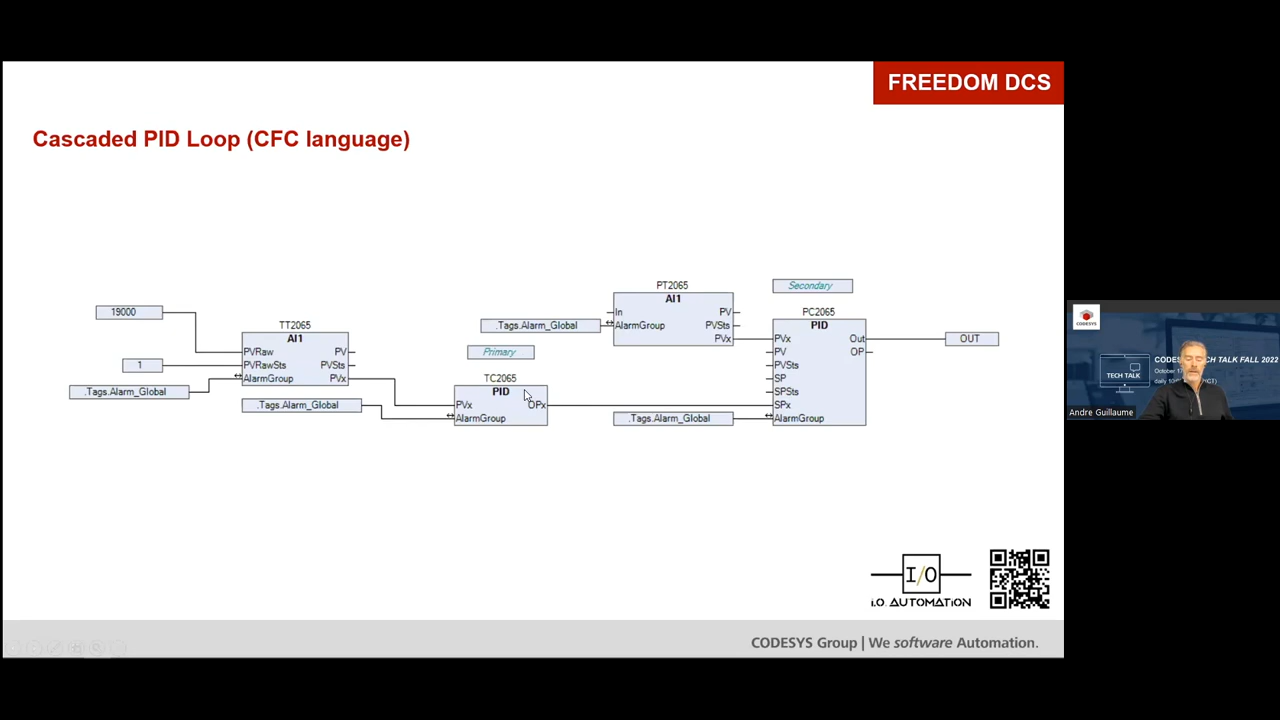 FREEDOM DCS
Cascaded PID Loop (CFC language)
19000
1
.Tags.Alarm_Global
TT2065
AI1
PVRaw
PVRawSts
AlarmGroup
PV
PVSts
PVx
.Tags.Alarm_Global
Primary
TC2065
PID
PVx
AlarmGroup
OPx
.Tags.Alarm_Global
PT2065
AI1
In
AlarmGroup
PV
PVSts
PVx
.Tags.Alarm_Global
Secondary
PC2065
PID
PVx
PV
PVSts
SP
SPSts
SPx
AlarmGroup
Out
OP
OUT
I/O
I.O. AUTOMATION
CODESYS Group | We software Automation.
CODESYS
TECH TALK
TECH TALK FALL 2022
Andre Guillaume